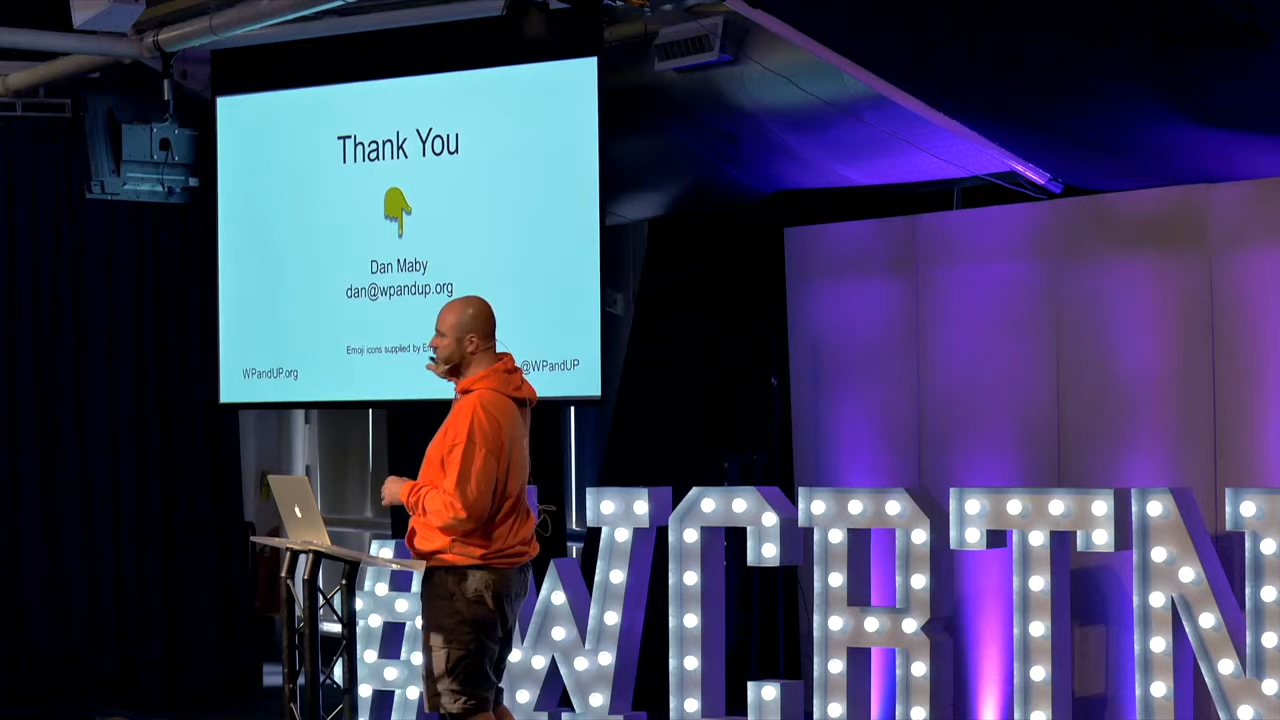 Thank You
Dan Maby
dan@wpandup.org
Emoji icons supplied by
WPandUP.org
@WPandUP
#WCBTN